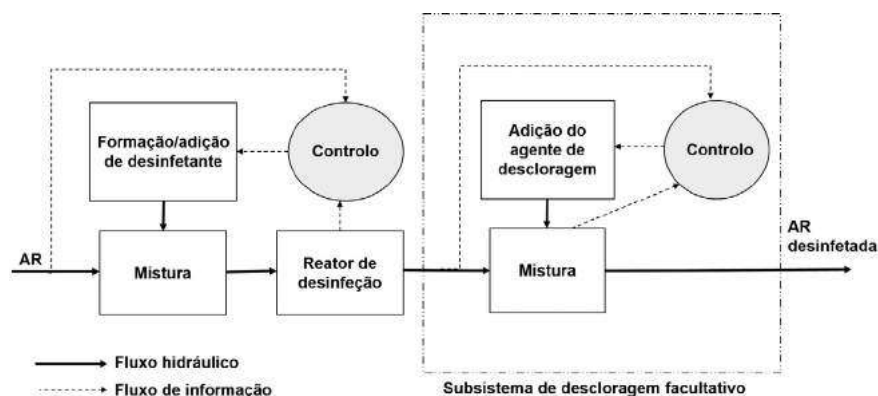 Formação/adição
de desinfetante
Controlo
Adição do
agente de
descloragem
Controlo
AR
Mistura
Reator de
desinfeção
Mistura
AR
desinfetada
Fluxo hidráulico
Fluxo de informação
Subsistema de descloragem facultativo